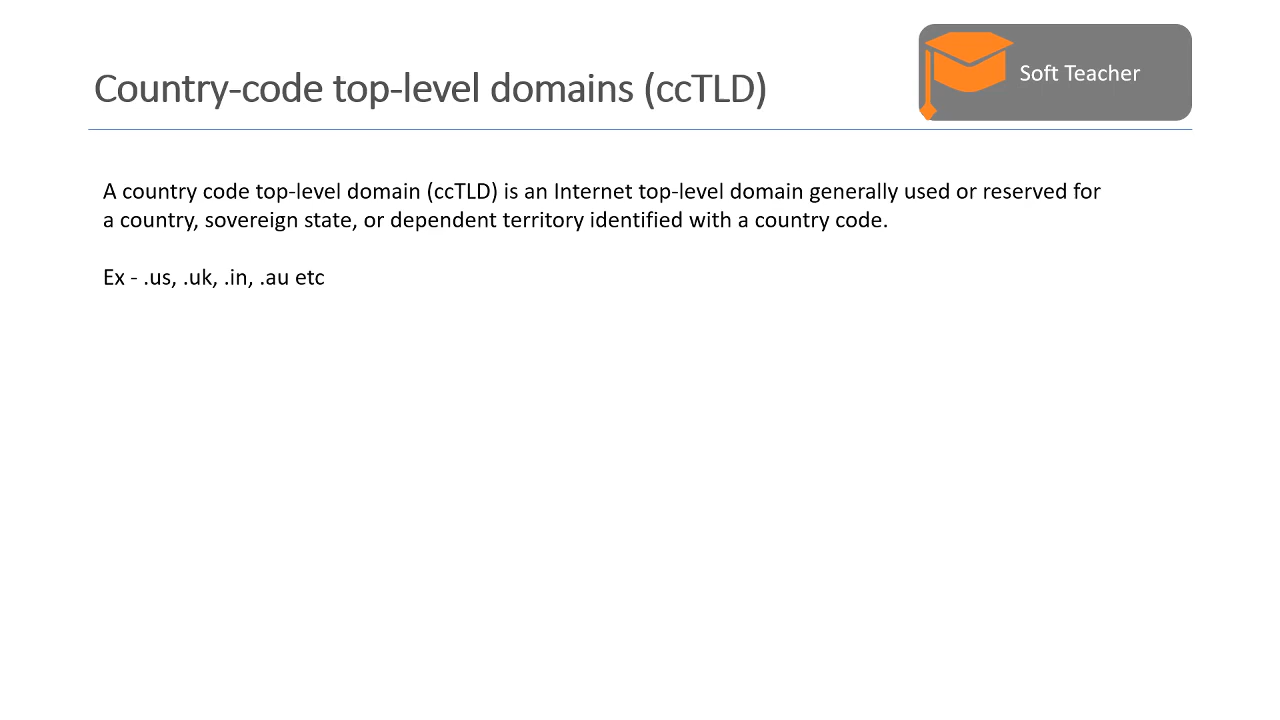 Country-code top-level domains (ccTLD)
Soft Teacher
A country code top-level domain (ccTLD) is an Internet top-level domain generally used or reserved for
a country, sovereign state, or dependent territory identified with a country code.
Ex - .us, .uk, .in, .au etc